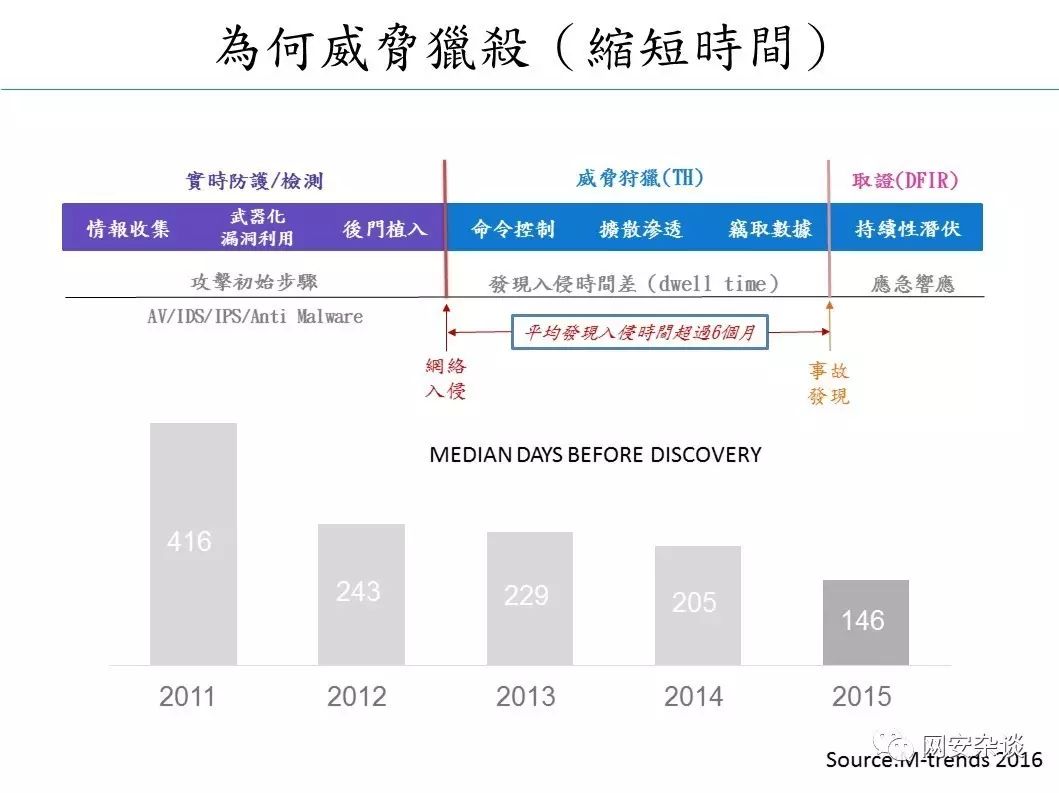 為何威脅獵殺（縮短時間）
實時防護/檢測
威脅狩獵(TH)
取證(DFIR)
情報收集
武器化
漏洞利用
後門植入
命令控制
擴散滲透
竊取數據
持續性潛伏
攻擊初始步驟
發現入侵時間差（dwell time）
應急響應
AV/IDS/IPS/Anti Malware
平均發現入侵時間超過6個月
網絡
入侵
事故
發現
MEDIAN DAYS BEFORE DISCOVERY
416
243
229
205
146
2011
2012
2013
2014
2015
网安杂谈
Source:M-trends 2016